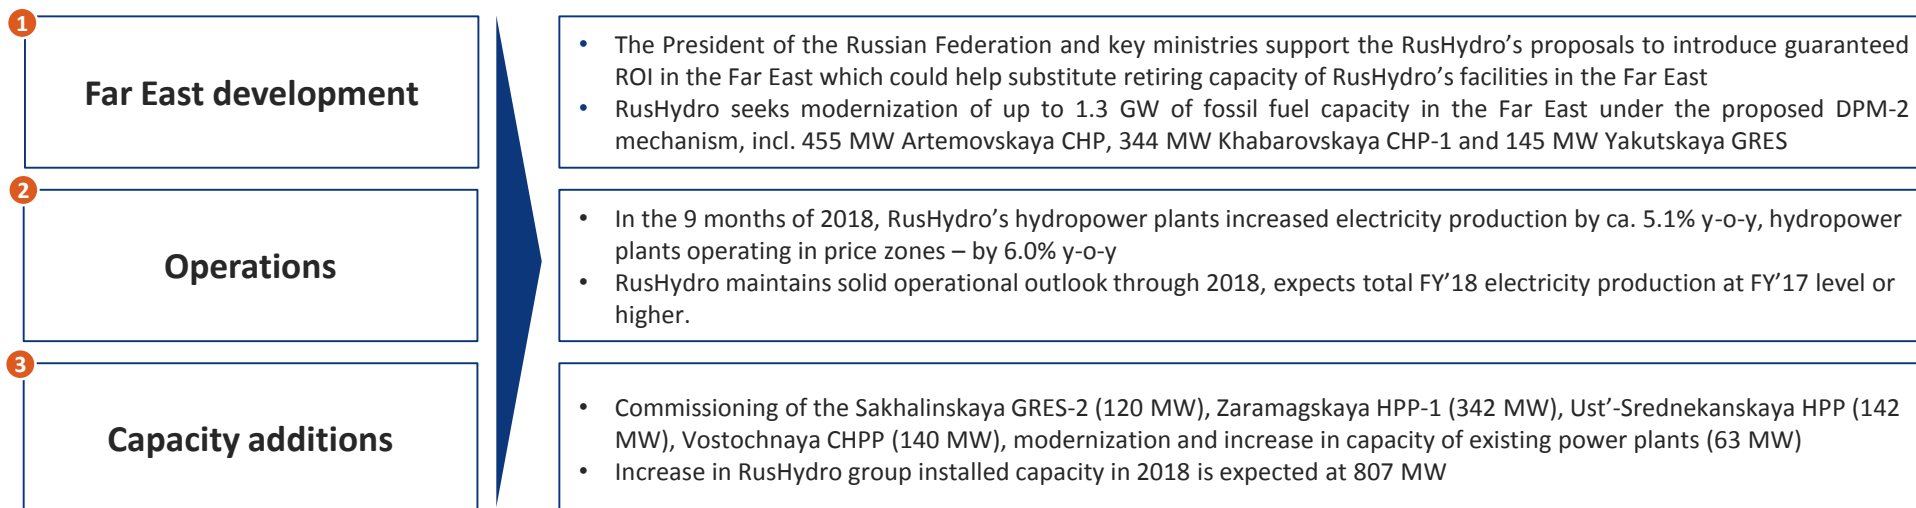 1
Far East development
• The President of the Russian Federation and key ministries support the RusHydro’s proposals to introduce guaranteed
ROI in the Far East which could help substitute retiring capacity of RusHydro’s facilities in the Far East
• RusHydro seeks modernization of up to 1.3 GW of fossil fuel capacity in the Far East under the proposed DPM-2
mechanism, incl. 455 MW Artemovskaya CHP, 344 MW Khabarovskaya CHP-1 and 145 MW Yakutskaya GRES
2
Operations
• In the 9 months of 2018, RusHydro’s hydropower plants increased electricity production by ca. 5.1% y-o-y, hydropower
plants operating in price zones – by 6.0% y-o-y
• RusHydro maintains solid operational outlook through 2018, expects total FY’18 electricity production at FY’17 level or
higher.
3
Capacity additions
• Commissioning of the Sakhalinskaya GRES-2 (120 MW), Zaramagskaya HPP-1 (342 MW), Ust’-Srednekanskaya HPP (142
MW), Vostochnaya CHPP (140 MW), modernization and increase in capacity of existing power plants (63 MW)
• Increase in RusHydro group installed capacity in 2018 is expected at 807 MW